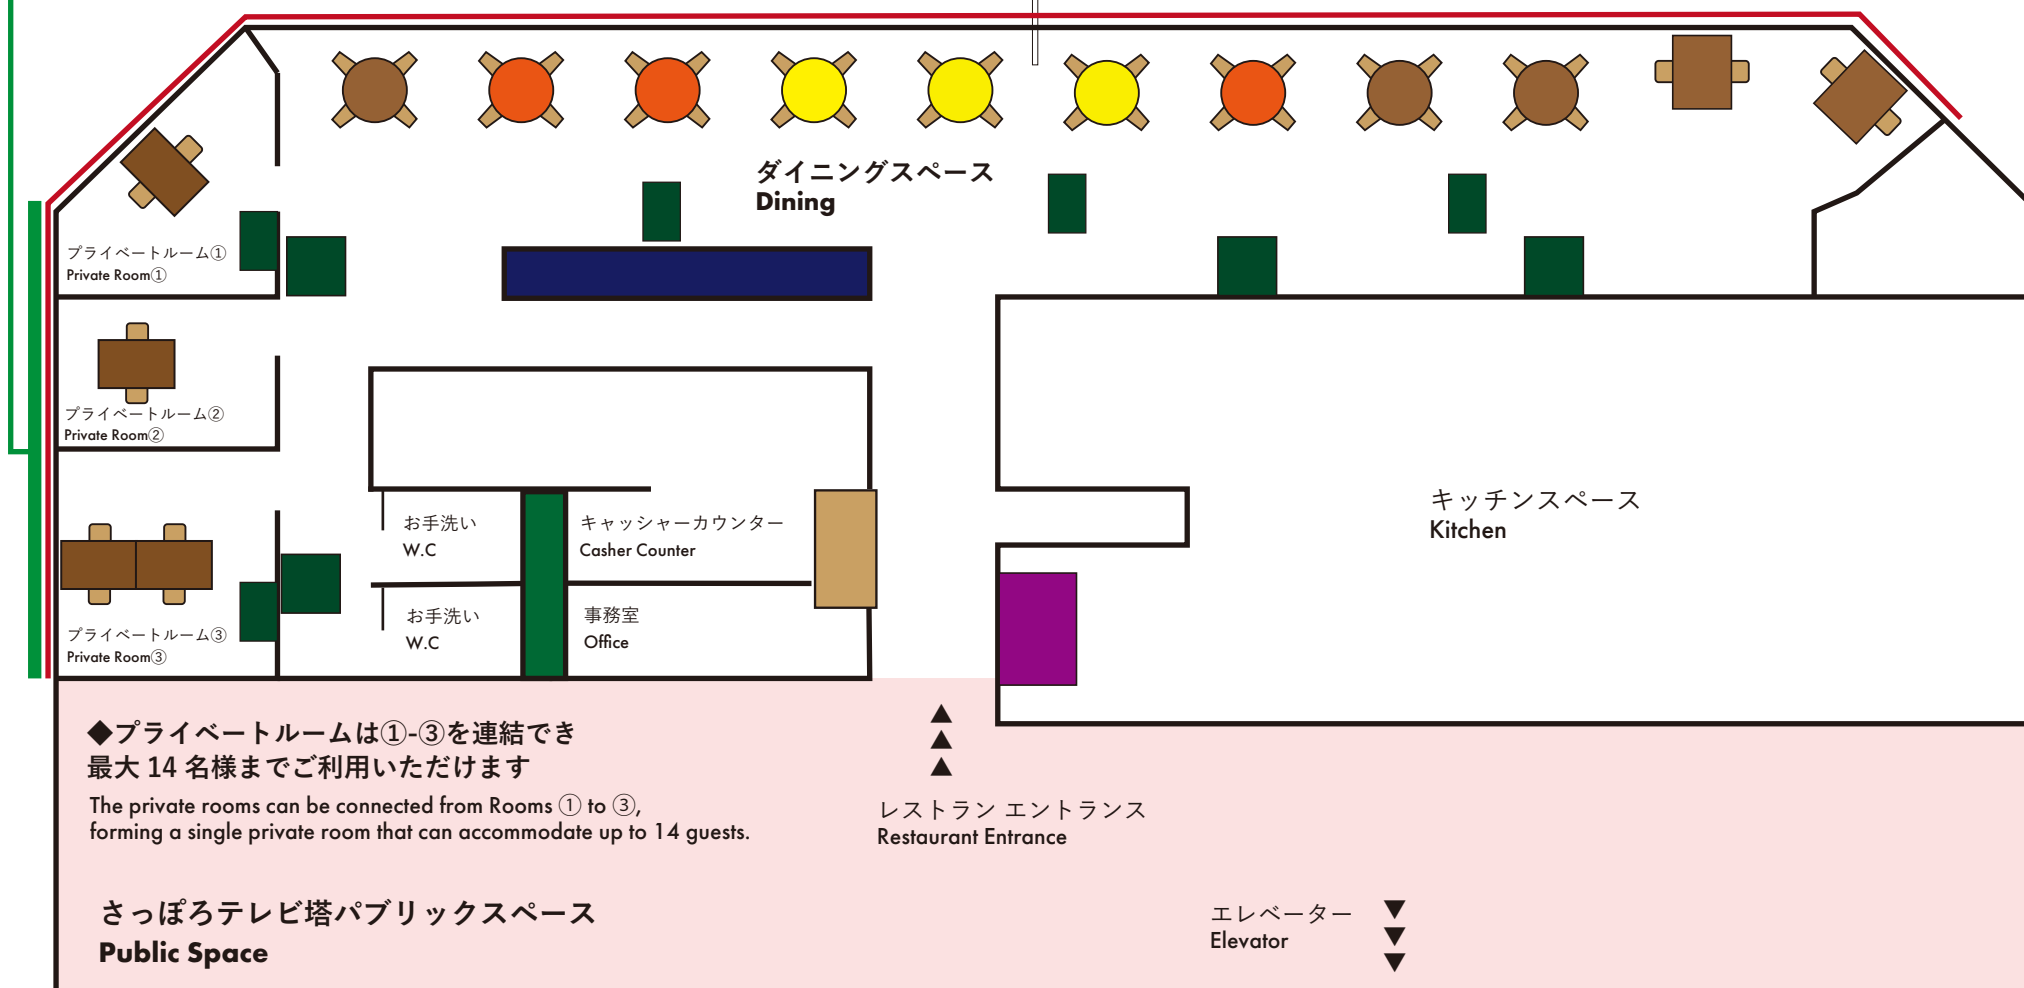 ダイニングスペース
Dining
プライベートルーム①
Private Room①
プライベートルーム②
Private Room②
プライベートルーム③
Private Room③
お手洗い
W.C
キャッシャーカウンター
Casher Counter
お手洗い
W.C
事務室
Office
キッチンスペース
Kitchen
◆プライベートルームは①-③を連結でき
最大 14 名様までご利用いただけます
The private rooms can be connected from Rooms ① to ③,
forming a single private room that can accommodate up to 14 guests.
レストラン エントランス
Restaurant Entrance
さっぽろテレビ塔パブリックスペース
Public Space
エレベーター
Elevator